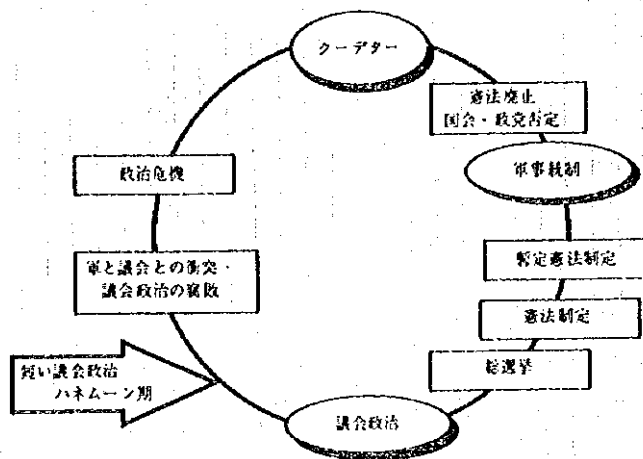 クーデター
憲法廃止
国会・政党否定
軍事統制
暫定憲法制定
憲法制定
総選挙
議会政治
短い議会政治
ハネムーン期
軍と議会との衝突・
議会政治の腐敗
政治危機